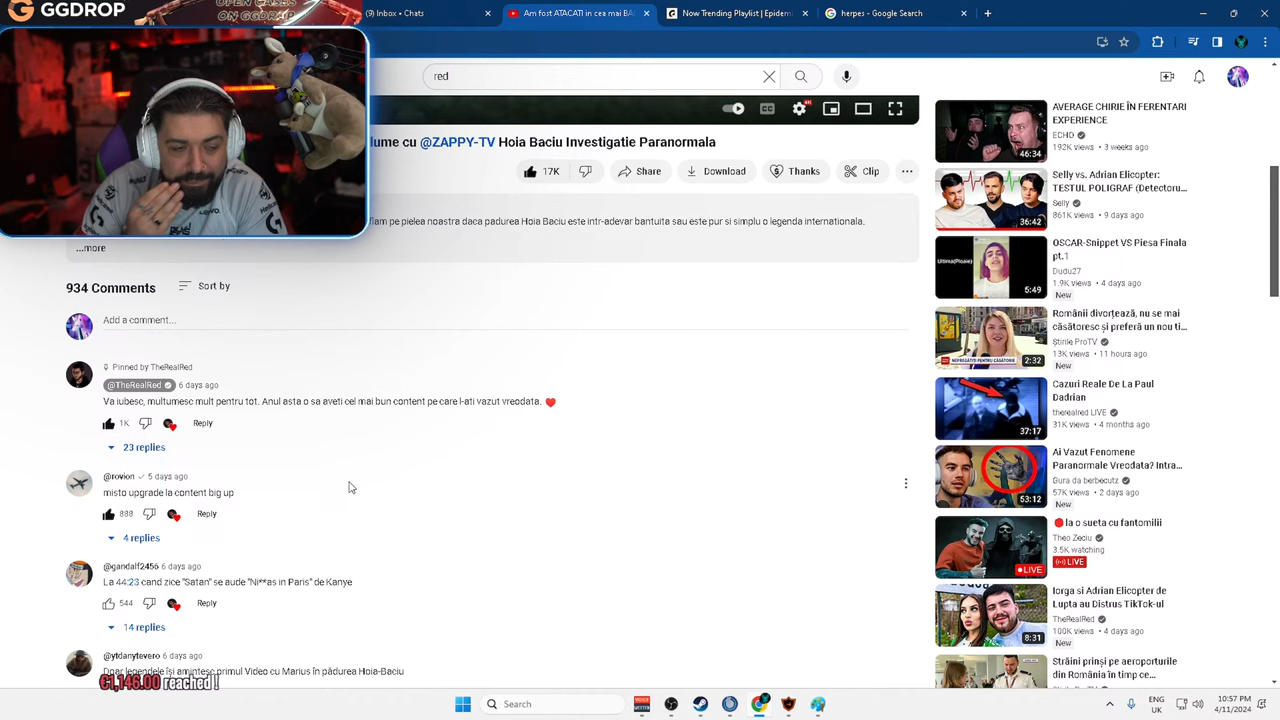 GGDROP
OPEN CASES
ON GGDROP
(9) Inbox • Chats
Am fost ATACATI in cea mai BA
ng Playlist | Epidem
herpes - Google Search
red
lume cu @ZAPPY-TV Hoia Baciu Investigatie Paranormala
17K
Share
Download
Thanks
Clip
flam pe pielea noastra daca padurea Hoia Baciu este intr-adevar bantuita sau este pur si simplu o legenda internationala.
...more
934 Comments
Sort by
Add a comment...
Pinned by TheRealRed
@TheRealRed 6 days ago
Va iubesc, multumesc mult pentru tot. Anul asta o sa aveti cel mai bun content pe care l-ati vazut vreodata. ❤
1K
Reply
23 replies
@rovion 5 days ago
misto upgrade la content big up
888
Reply
4 replies
@gandalf2456 6 days ago
La 44:23 cand zice "Satan" se aude "Ni**as in Paris" de Kanye
544
Reply
14 replies
@ytdanytevero 6 days ago
Doar legendele își amintesc primul Video cu Marius în pădurea Hoia-Baciu
€1,146.00 reached !
46:34
AVERAGE CHIRIE ÎN FERENTARI
EXPERIENCE
ECHO
192K views • 3 weeks ago
36:42
Selly vs. Adrian Elicopter:
TESTUL POLIGRAF (Detectoru...
Selly
861K views • 9 days ago
Ultima(Ploaie)
5:49
OSCAR-Snippet VS Piesa Finala
pt.1
Dudu27
1.9K views • 4 days ago
New
NEPREGĂTIȚI PENTRU CĂSĂTORIE
2:32
Românii divorțează, nu se mai
căsătoresc și preferă un nou ti...
Știrile ProTV
13K views • 11 hours ago
New
37:17
Cazuri Reale De La Paul
Dadrian
therealred LIVE
31K views • 4 months ago
53:12
Ai Vazut Fenomene
Paranormale Vreodata? Intra...
Gura da berbecutz
57K views • 2 days ago
New
LIVE
la o sueta cu fantomilii
Theo Zeciu
3.5K watching
LIVE
8:31
Iorga si Adrian Elicopter de
Lupta au Distrus TikTok-ul
TheRealRed
100K views • 4 days ago
New
Străini prinși pe aeroporturile
din România în timp ce...
Search
ENG
UK
10:57 PM
4/11/2024